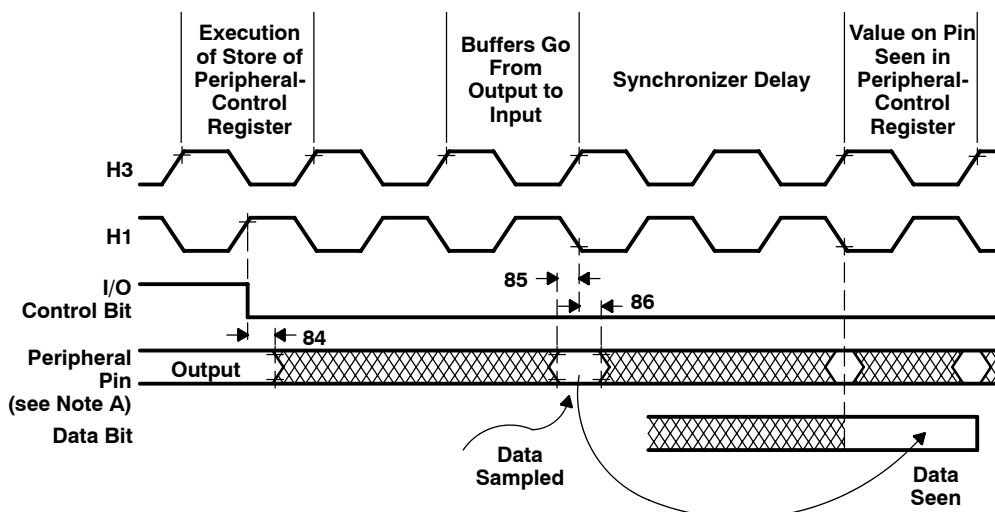 Execution
of Store of
Peripheral-
Control
Register
Buffers Go
From
Output to
Input
Synchronizer Delay
Value on Pin
Seen in
Peripheral-
Control
Register
H3
H1
I/O
Control Bit
85
86
84
Peripheral
Pin
(see Note A)
Output
Data Bit
Data
Sampled
Data
Seen